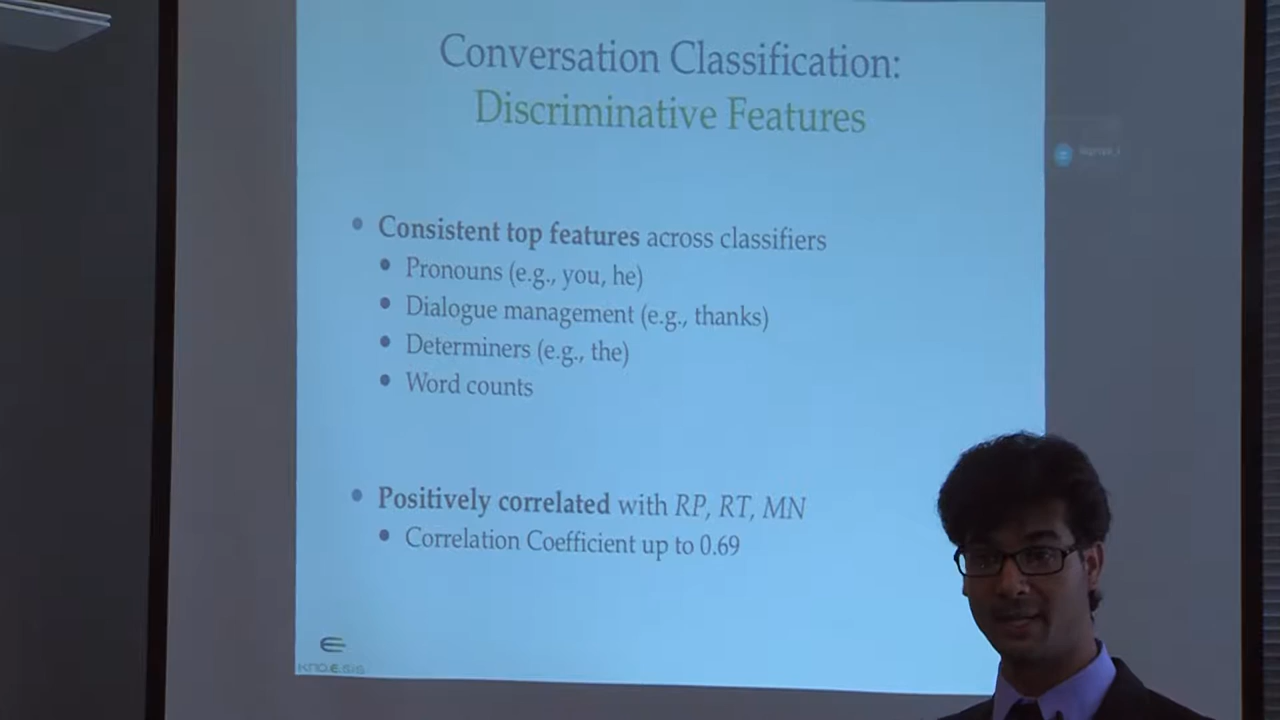 Conversation Classification:
Discriminative Features
Consistent top features across classifiers
Pronouns (e.g., you, he)
Dialogue management (e.g., thanks)
Determiners (e.g., the)
Word counts
Positively correlated with RP, RT, MN
Correlation Coefficient up to 0.69
kno.e.sis